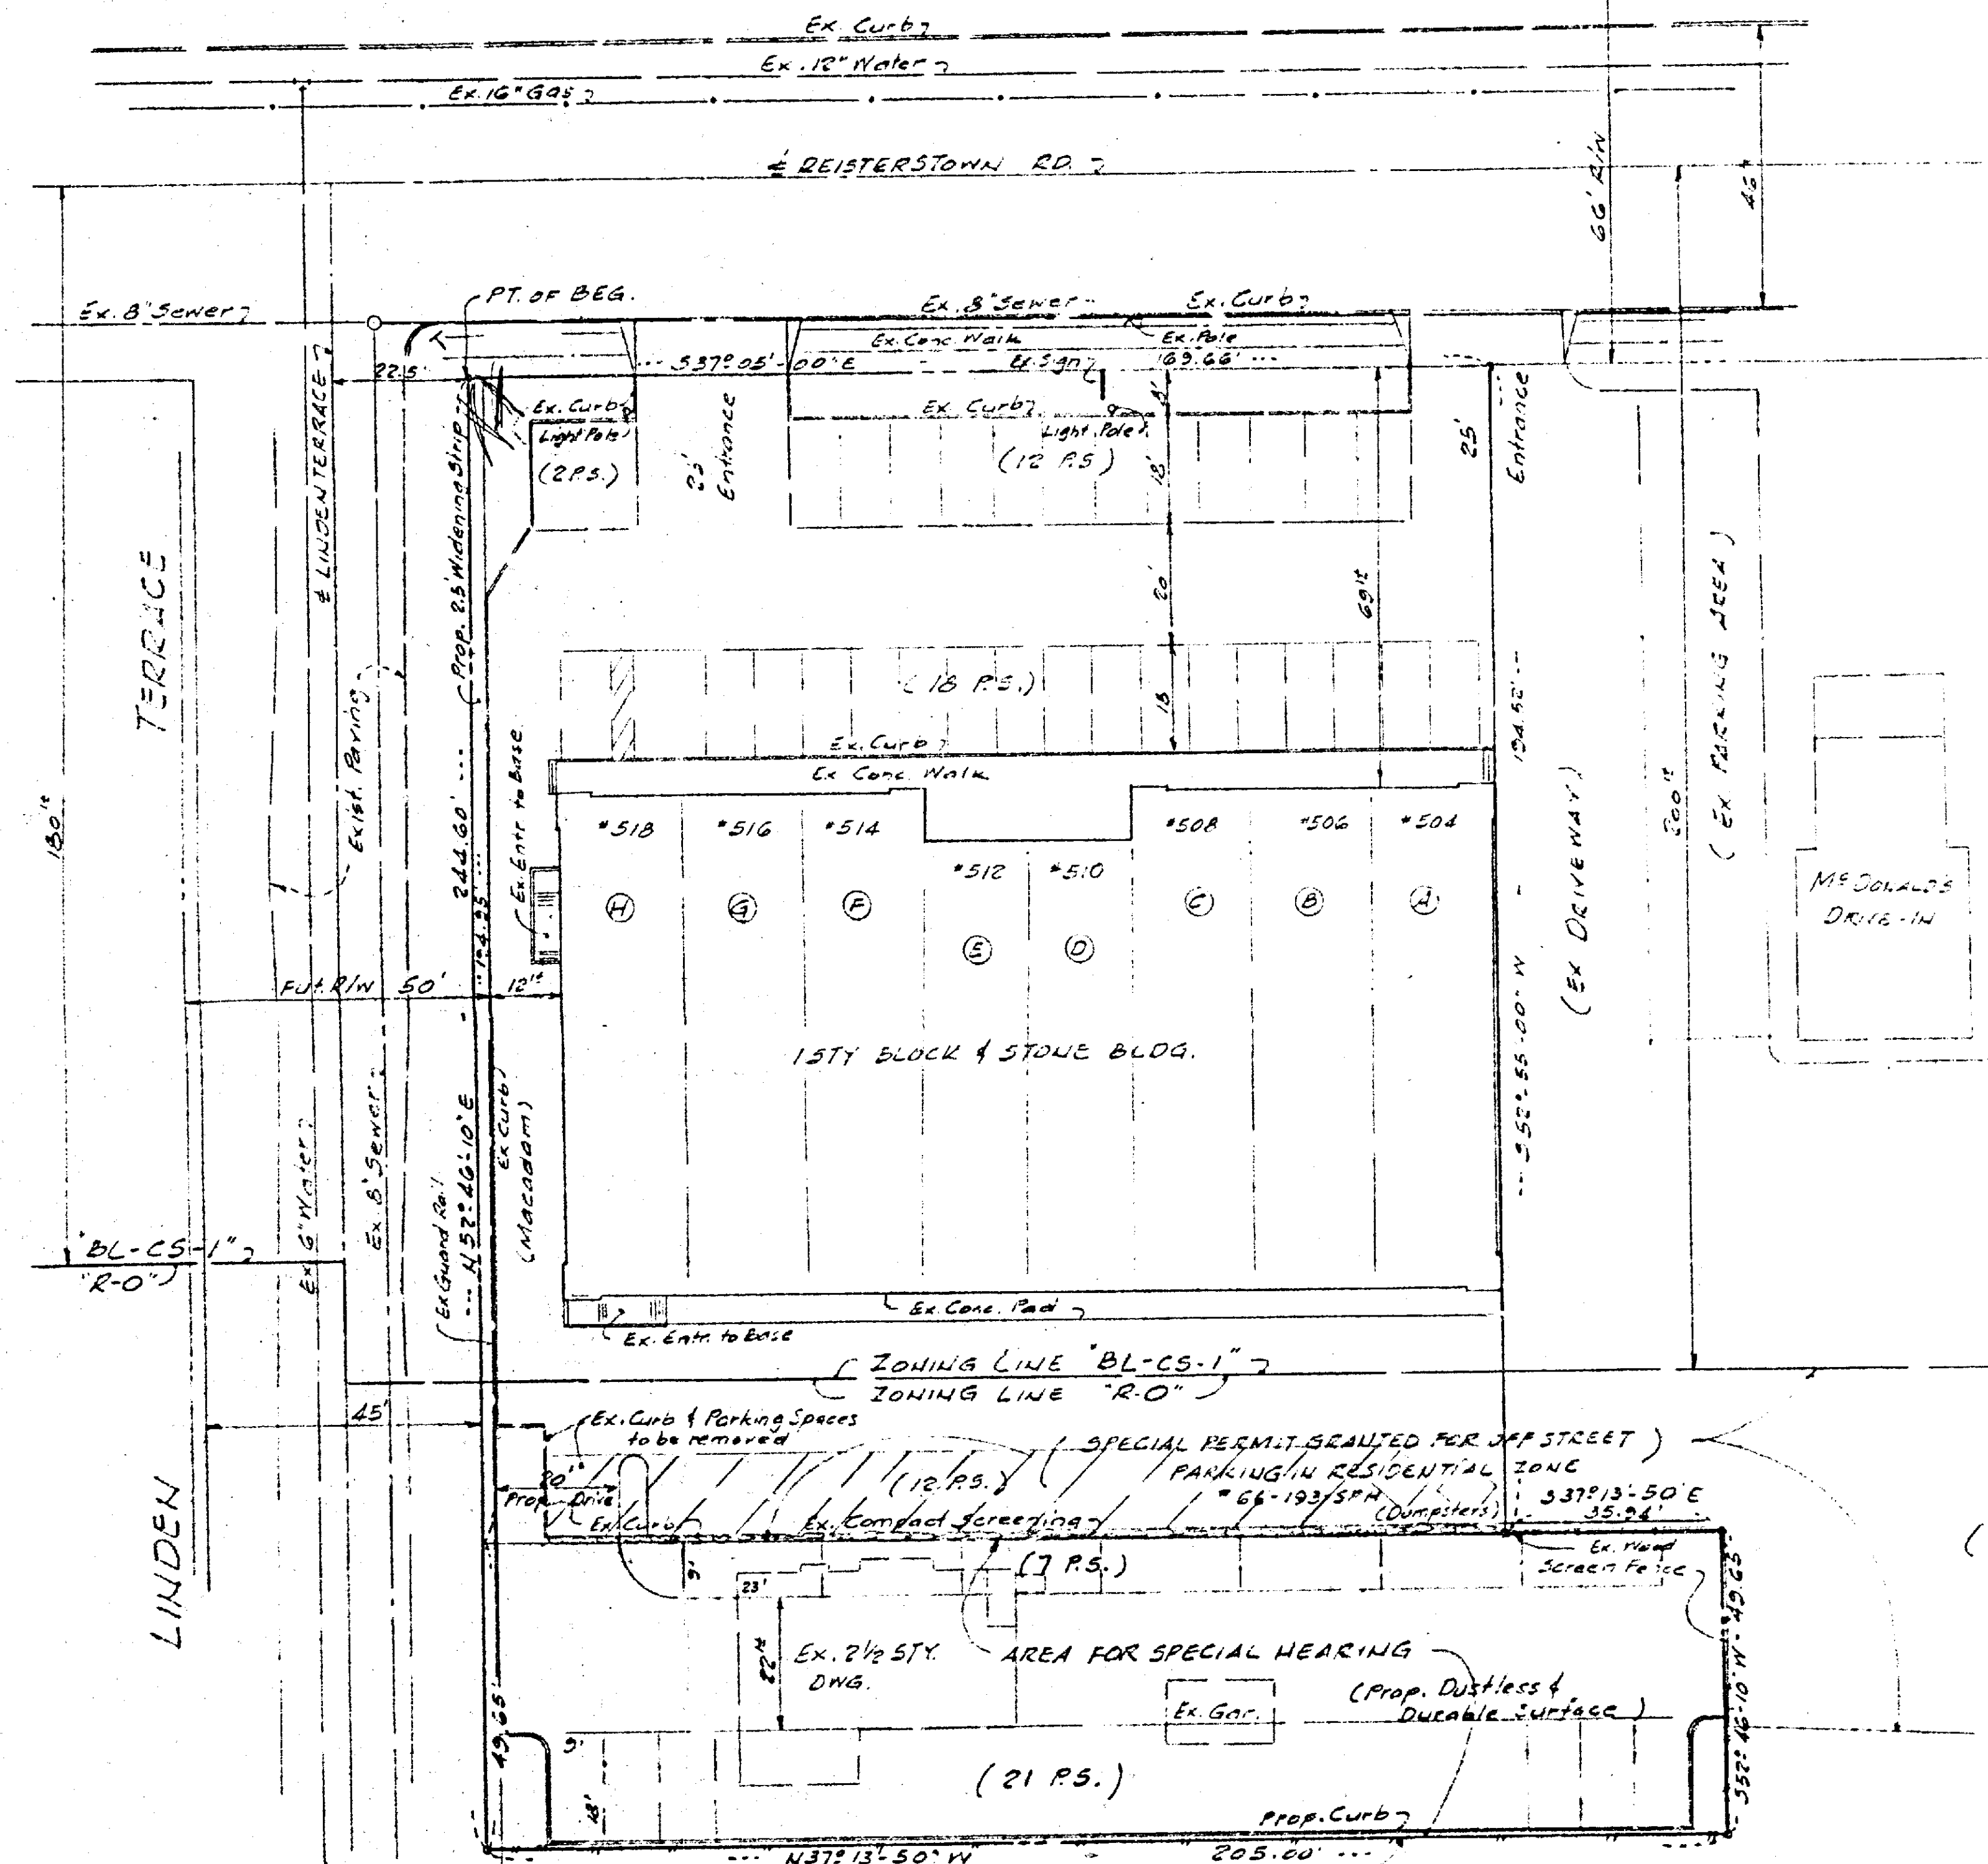 Ex. Curb
Ex. 12" Water
Ex. 16" Gas
℄ REISTERSTOWN RD.
66' R/W
46'±
PT. OF BEG.
Ex. 8" Sewer
Ex. 8" Sewer
Ex. Curb
Ex. Conc. Walk
Ex. Pole
22.5'
--- S37°05'-00"E
Ex. Sign
169.66' ---
Ex. Curb
Light Pole
(2 P.S.)
25'
Entrance
Ex. Curb
Light Pole
(12 P.S)
8'
18'
25'
Entrance
℄ LINDEN TERRACE
(Prop. 2.5' Widening Strip
TERRACE
20'
69'±
(EX. PARKING AREA)
Exist. Paving
(18 P.S.)
18
Ex. Curb
Ex Conc. Walk
194.52' --
180'±
200'±
244.60' ---
194.95' ---
Ex. Entr. to Base
#518
#516
#514
#512
#510
#508
#506
#504
H
G
F
E
D
C
B
A
McDONALD'S
DRIVE-IN
(EX DRIVEWAY)
Fut. R/W 50'
12'±
1 STY BLOCK & STONE BLDG.
--- S52°-55'-00" W -
Ex Curb
(Macadam)
Ex. 6" Water
Ex. 8" Sewer
Ex Guard Rail
--- N52°46'-10"E
"BL-CS-1"
"R-O"
Ex. Conc. Pad
Ex. Entr. to Base
ZONING LINE "BL-CS-1"
ZONING LINE "R-O"
45'
Ex. Curb & Parking Spaces
to be removed
(SPECIAL PERMIT GRANTED FOR OFF STREET)
PARKING IN RESIDENTIAL ZONE
#66-193/SPH
(12 P.S.)
20'±
Prop. Drive
Ex. Curb
Ex. Compact Screening
(Dumpsters)
S37°13'-50"E
35.94'
Ex. Wood
Screen Fence
(7 P.S.)
9'
23'
LINDEN
22'±
Ex. 2½ STY.
DWG.
AREA FOR SPECIAL HEARING
(Prop. Dustless &
Durable Surface)
Ex. Gar.
S52°46'-10"W - 49.65'
49.65'
9'
18'
(21 P.S.)
Prop. Curb
--- N37°13'-50"W
205.00' ---